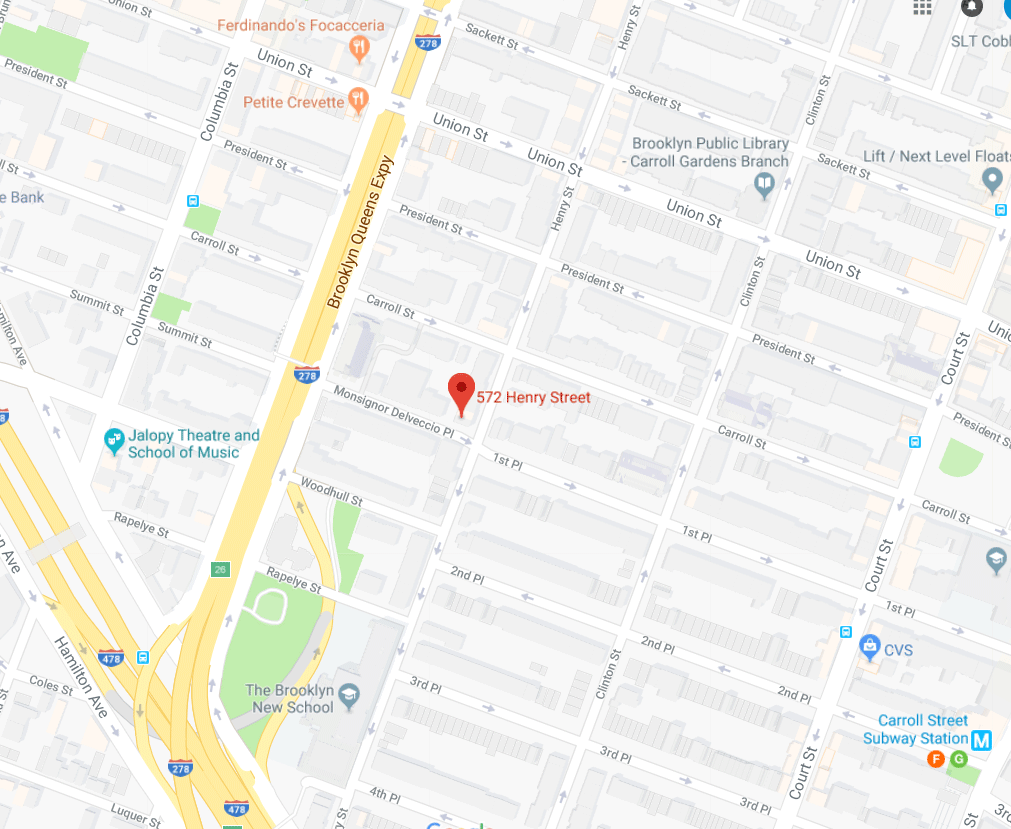 Union St
Ferdinando's Focacceria
278
Sackett St
Henry St
SLT Cobb
President St
Columbia St
Union St
Petite Crevette
Union St
Sackett St
Clinton St
Brooklyn Public Library
- Carroll Gardens Branch
Lift / Next Level Floats
President St
Union St
Sackett St
e Bank
Brooklyn Queens Expy
President St
Henry St
Union St
Carroll St
Union St
Clinton St
Summit St
Columbia St
Carroll St
President St
Summit St
President St
Court St
278
Monsignor Delveccio Pl
572 Henry Street
President St
Jalopy Theatre and
School of Music
1st Pl
Carroll St
Woodhull St
Carroll St
Rapelye St
1st Pl
Court St
26
Rapelye St
2nd Pl
1st Pl
Hamilton Ave
478
2nd Pl
CVS
Coles St
The Brooklyn
New School
3rd Pl
Clinton St
2nd Pl
Carroll Street
Subway Station
M
F
G
278
3rd Pl
Court St
478
4th Pl
3rd Pl
Luquer St